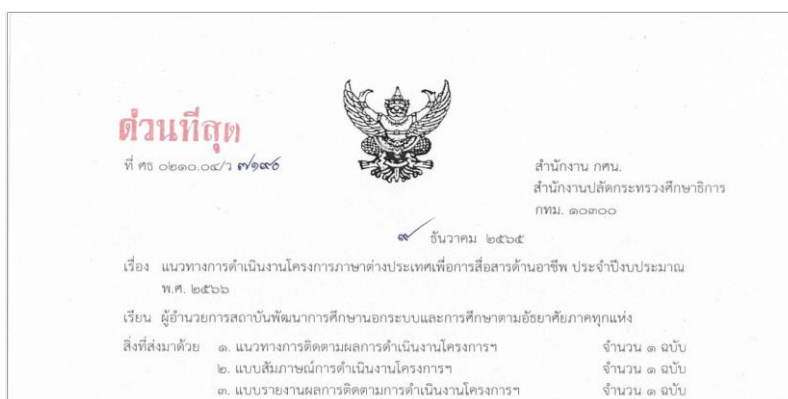 ด่วนที่สุด
ที่ ศธ ๐๒๑๐.๐๔/ว ๗๑๙๐
สำนักงาน กศน.
สำนักงานปลัดกระทรวงศึกษาธิการ
กทม. ๑๐๓๐๐
๙ ธันวาคม ๒๕๖๕
เรื่อง แนวทางการดำเนินงานโครงการภาษาต่างประเทศเพื่อการสื่อสารด้านอาชีพ ประจำปีงบประมาณ
พ.ศ. ๒๕๖๖
เรียน ผู้อำนวยการสถาบันพัฒนาการศึกษานอกระบบและการศึกษาตามอัธยาศัยภาคทุกแห่ง
สิ่งที่ส่งมาด้วย ๑. แนวทางการติดตามผลการดำเนินงานโครงการฯ จำนวน ๑ ฉบับ
๒. แบบสัมภาษณ์การดำเนินงานโครงการฯ จำนวน ๑ ฉบับ
๓. แบบรายงานผลการติดตามการดำเนินงานโครงการฯ จำนวน ๑ ฉบับ